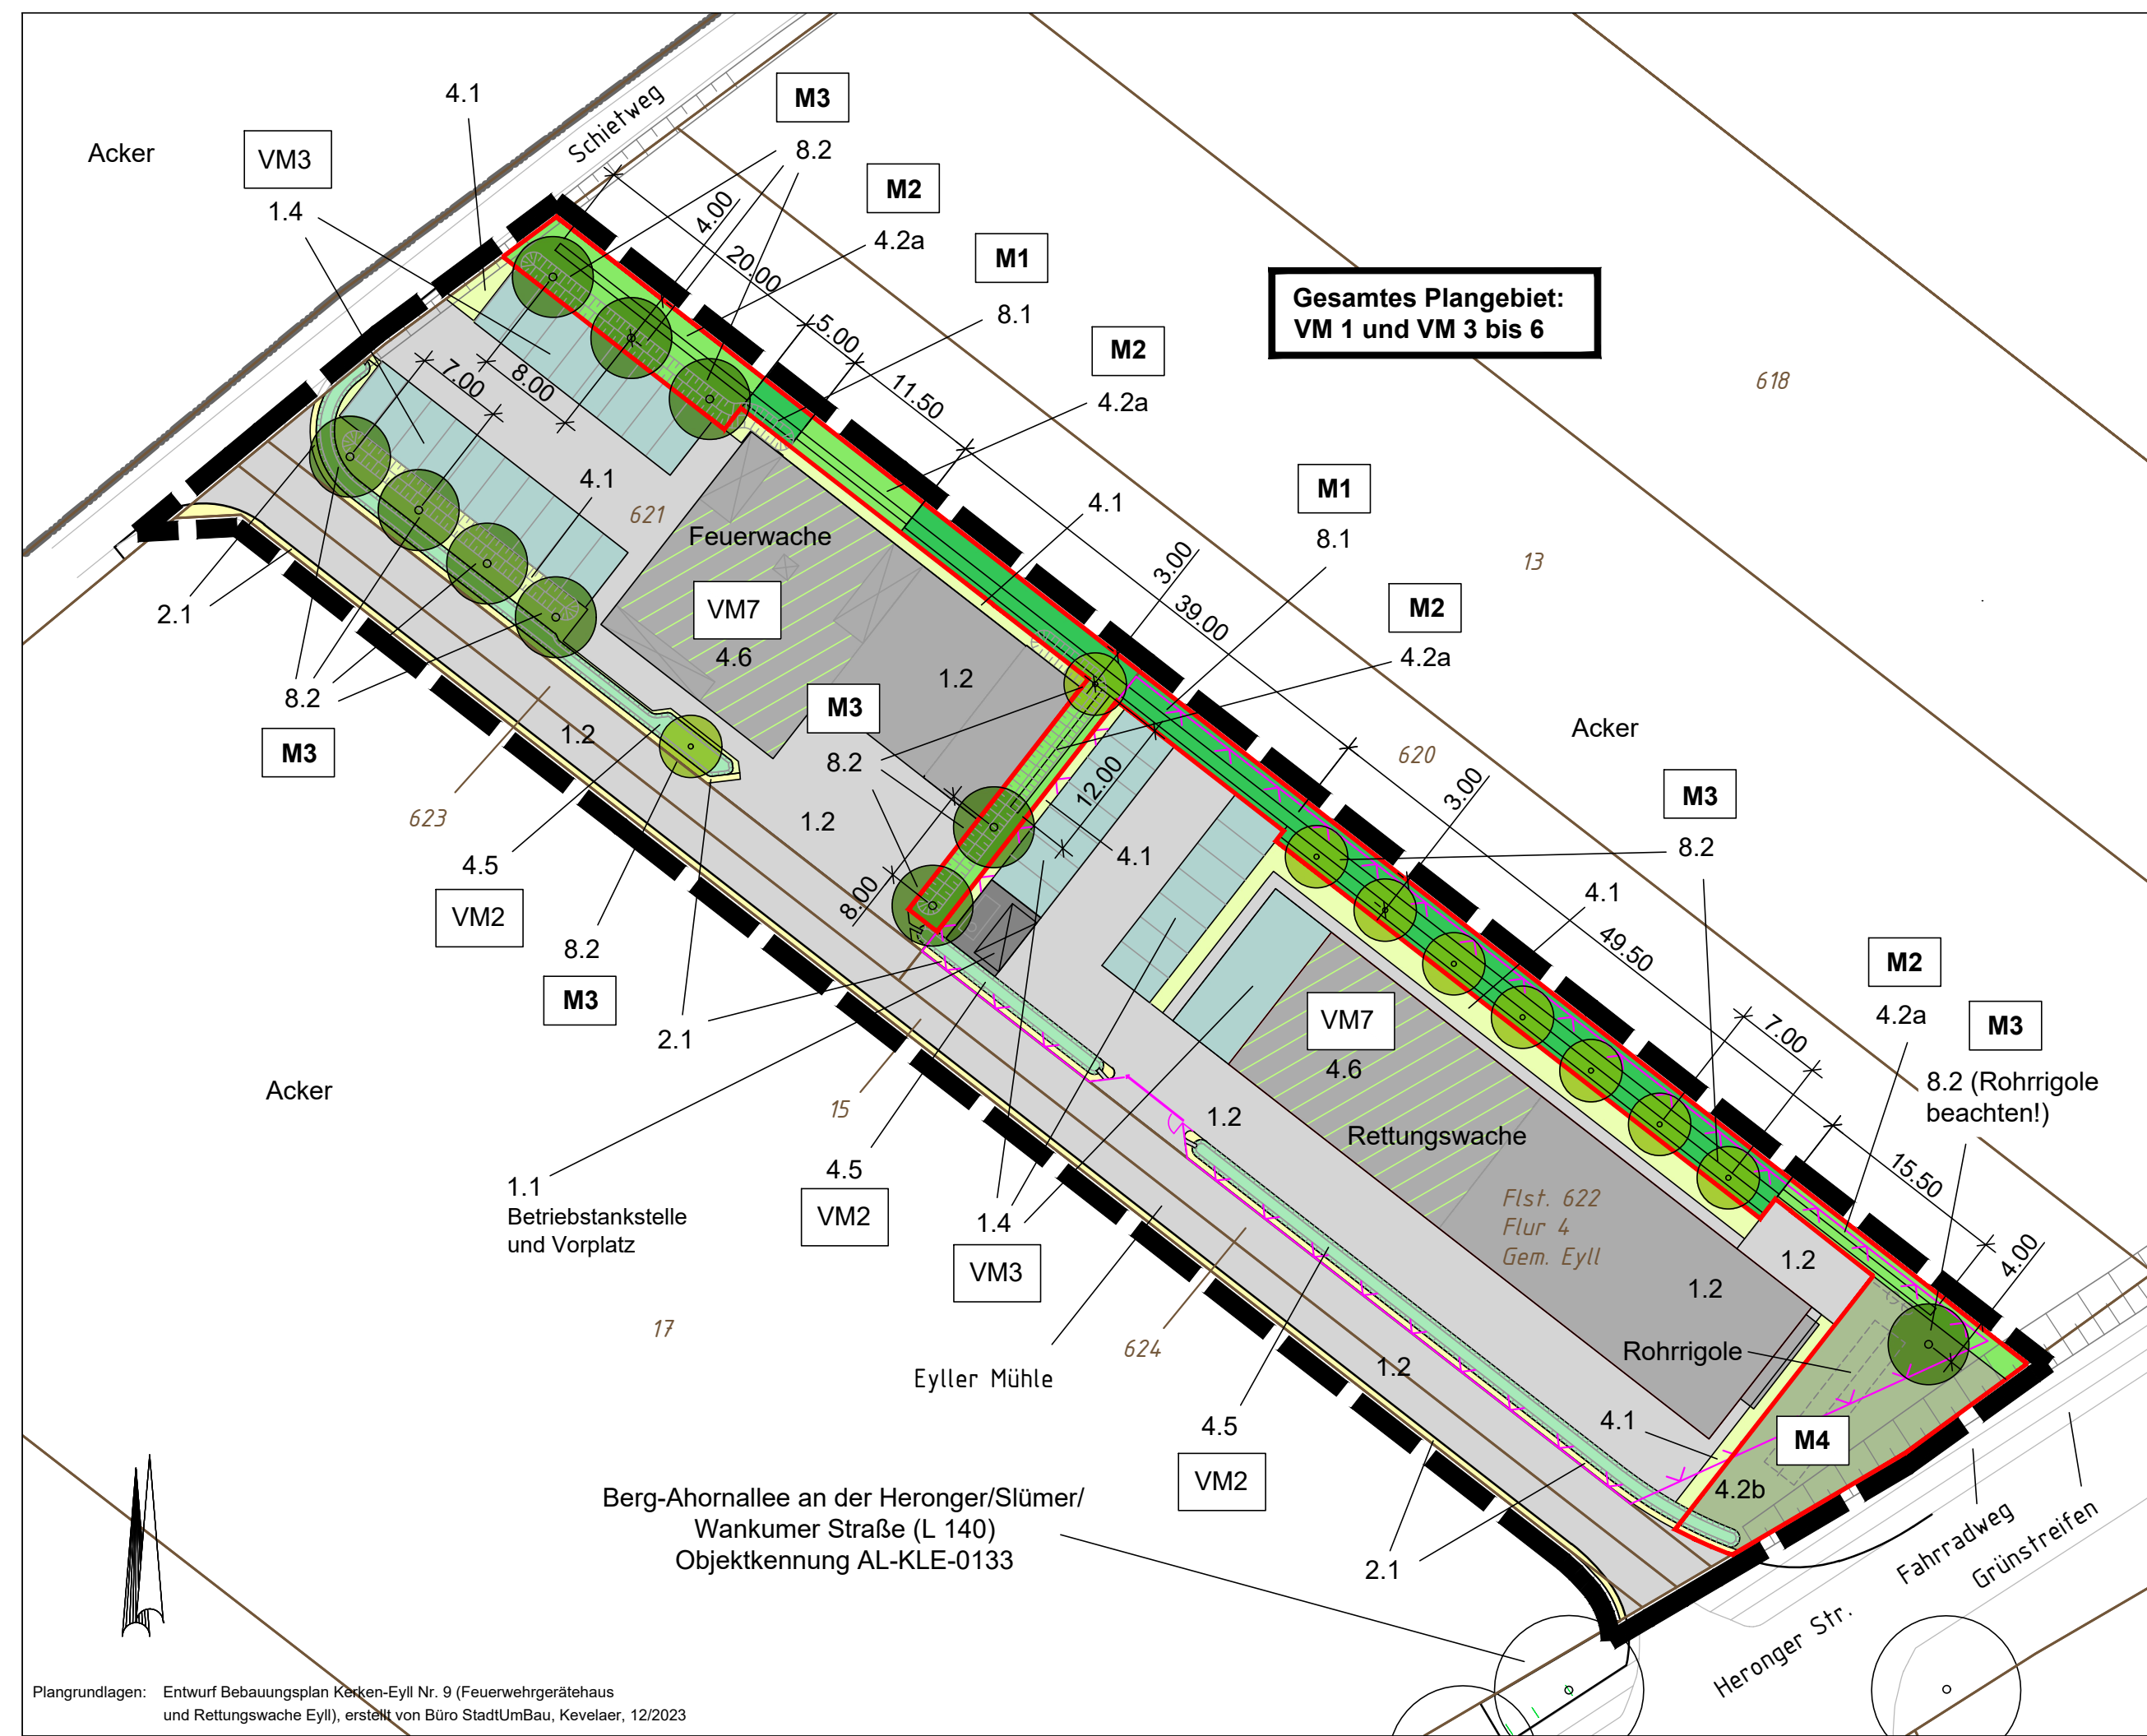 4.1
Schietweg
M3
Acker
VM3
8.2
M2
1.4
4.00
4.2a
20.00
M1
Gesamtes Plangebiet:
VM 1 und VM 3 bis 6
8.1
5.00
M2
618
7.00
8.00
11.50
4.2a
4.1
M1
4.1
621
Feuerwache
8.1
13
3.00
VM7
39.00
M2
2.1
4.6
4.2a
1.2
8.2
M3
M3
1.2
8.2
Acker
620
12.00
3.00
M3
623
1.2
8.2
4.5
4.1
VM2
8.00
4.1
8.2
49.50
M2
M3
4.2a
M3
2.1
VM7
7.00
4.6
8.2 (Rohrrigole
beachten!)
Acker
15
1.2
Rettungswache
4.5
15.50
1.1
Betriebstankstelle
und Vorplatz
VM2
1.4
Flst. 622
Flur 4
Gem. Eyll
VM3
1.2
4.00
1.2
17
624
Rohrrigole
Eyller Mühle
1.2
4.5
4.1
M4
VM2
4.2b
Berg-Ahornallee an der Heronger/Slümer/
Wankumer Straße (L 140)
Objektkennung AL-KLE-0133
2.1
Fahrradweg
Grünstreifen
Heronger Str.
Plangrundlagen: Entwurf Bebauungsplan Kerken-Eyll Nr. 9 (Feuerwehrgerätehaus
und Rettungswache Eyll), erstellt von Büro StadtUmBau, Kevelaer, 12/2023